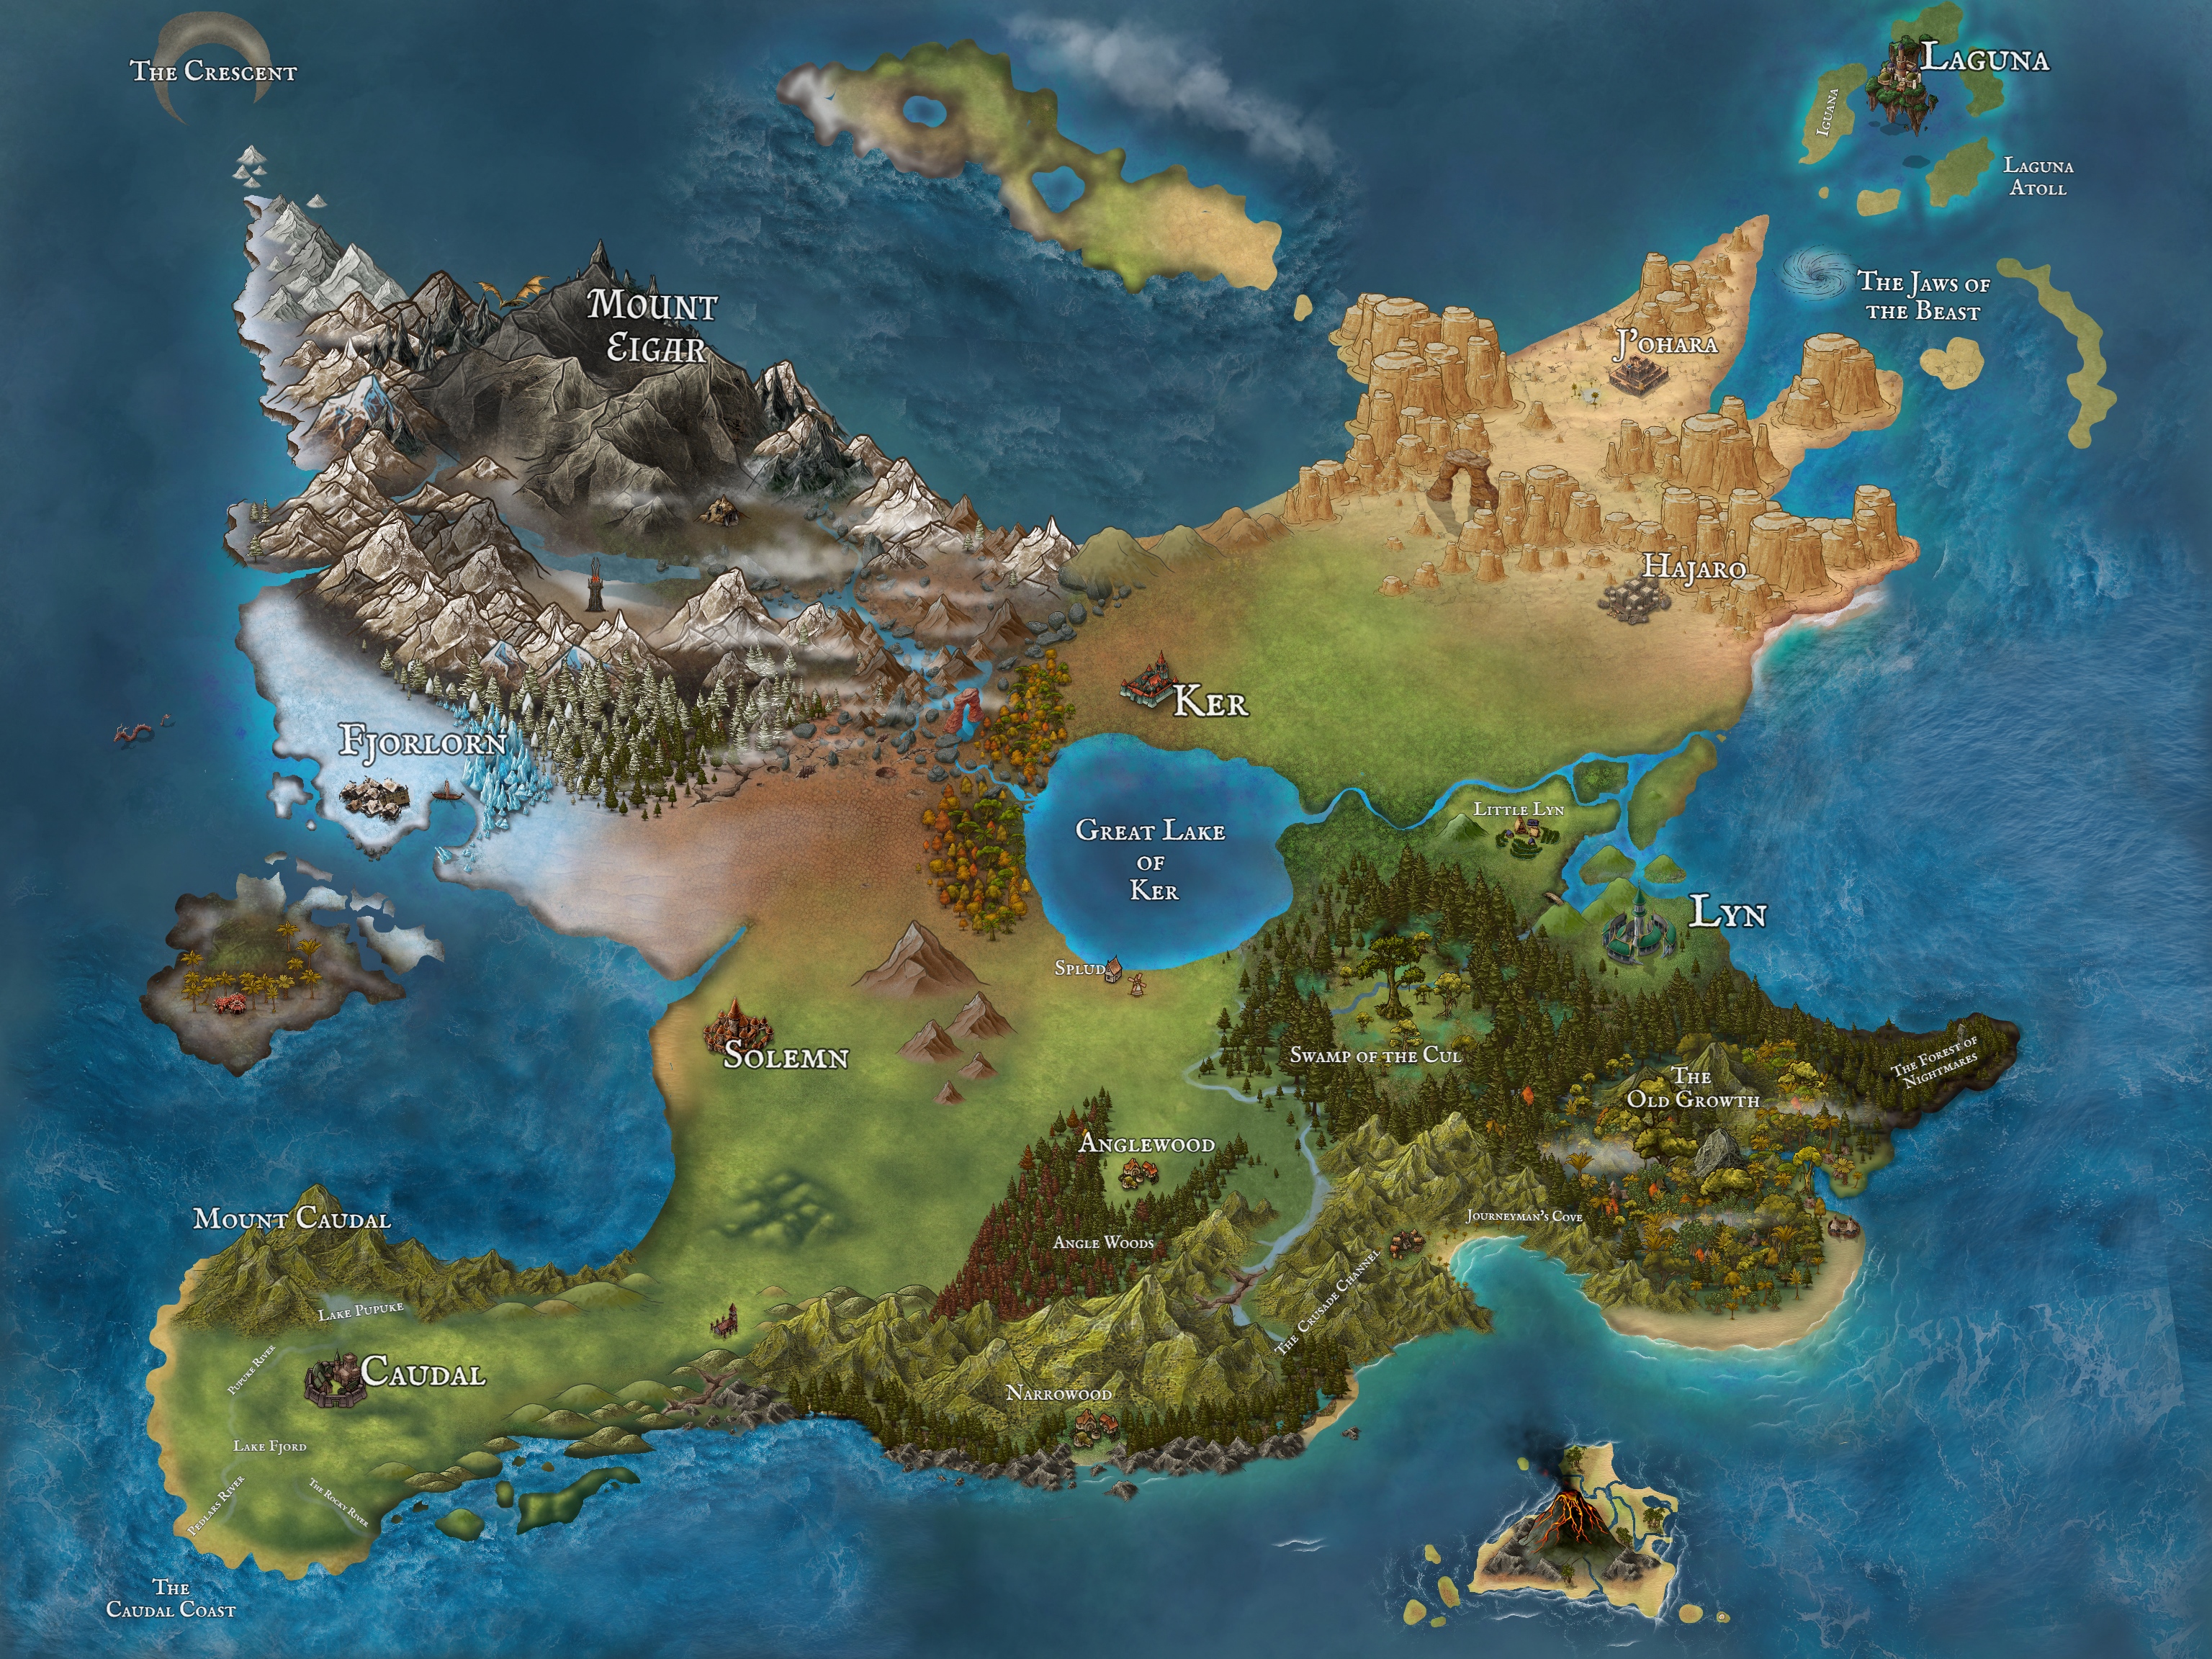 The Crescent
Laguna
Iguana
Laguna
Atoll
The Jaws of
the Beast
Mount
Eigar
J'ohara
Hajaro
Ker
Fjorlorn
Great Lake
of
Ker
Little Lyn
Lyn
Splud
Solemn
Swamp of the Cul
The
Old Growth
The Forest of
Nightmares
Anglewood
Angle Woods
Journeyman's Cove
The Crusade Channel
Mount Caudal
Lake Pupuke
Pupuke River
Caudal
Narrowood
Lake Fjord
Pedlars River
The Rocky River
The
Caudal Coast